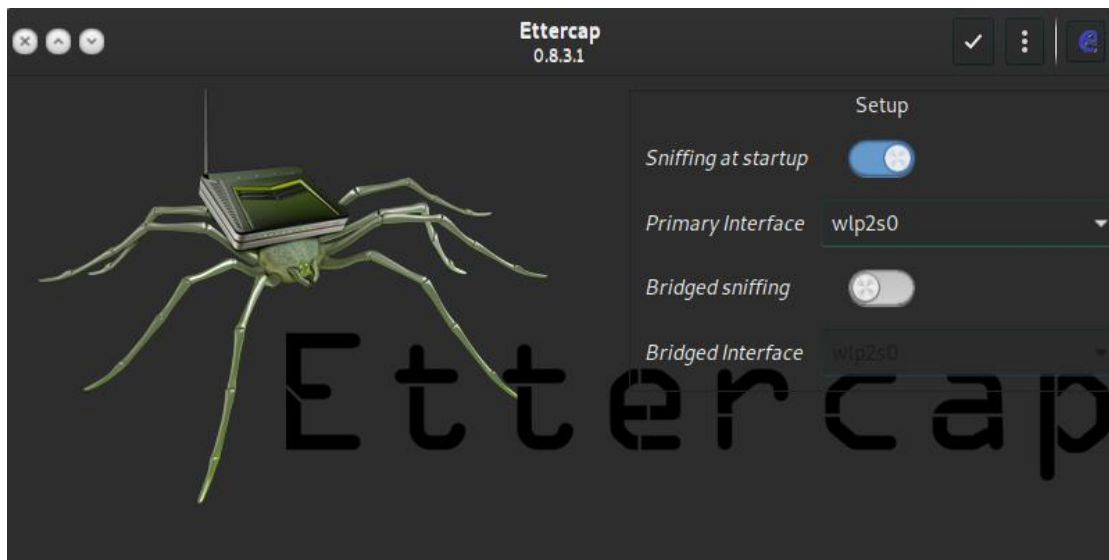 Ettercap
0.8.3.1
Setup
Sniffing at startup
Primary Interface wlp2s0
Bridged sniffing
Bridged Interface wlp2s0
Ettercap